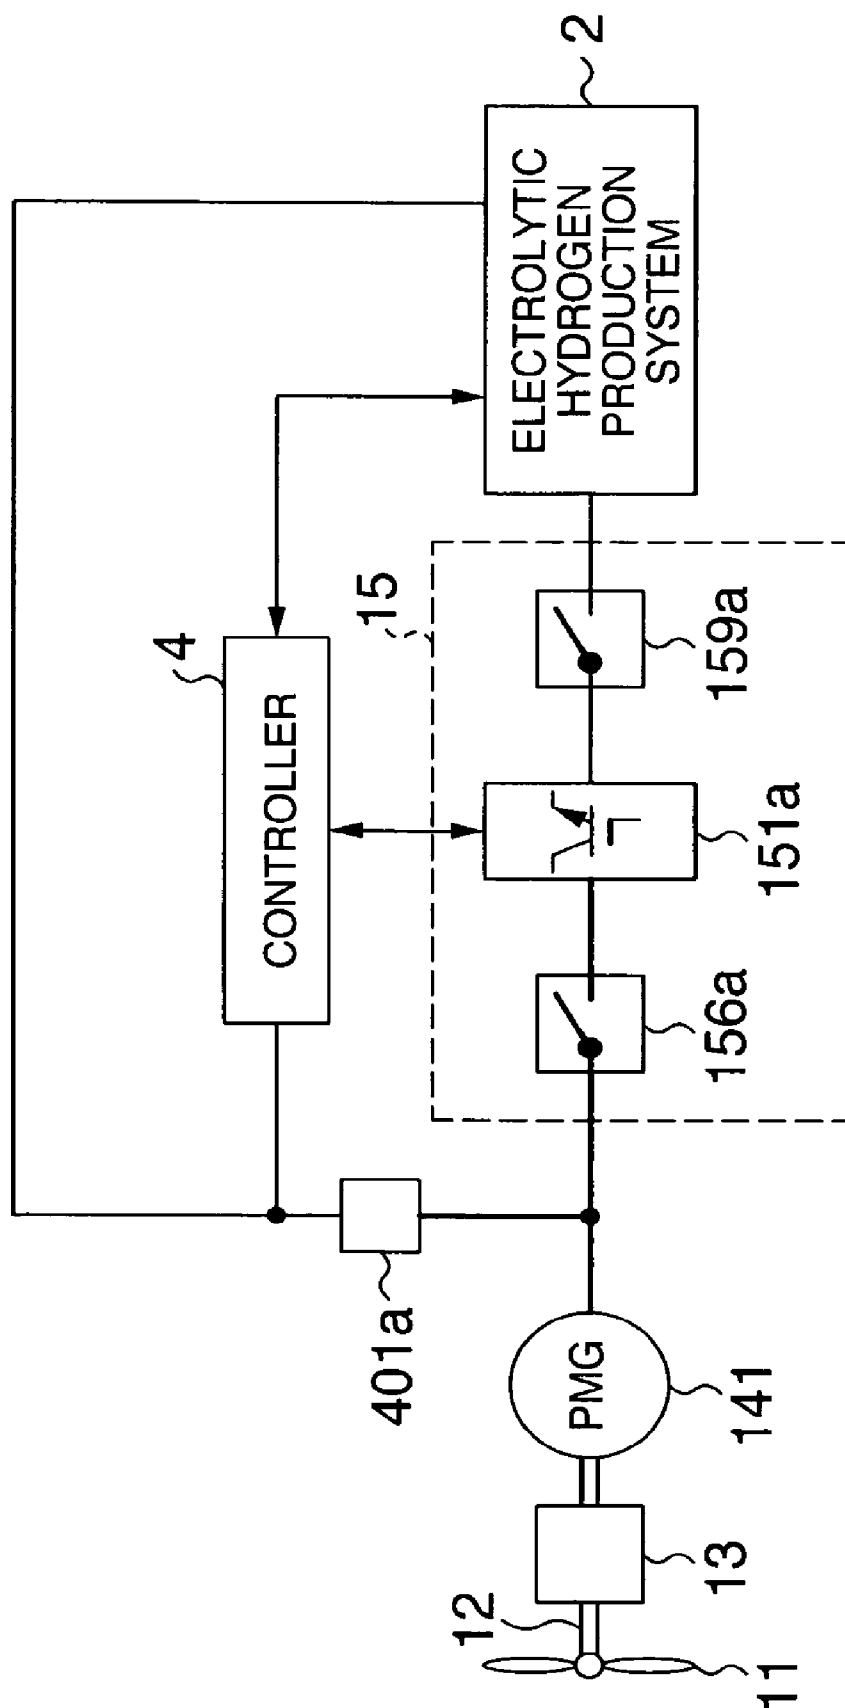 2
ELECTROLYTIC
HYDROGEN
PRODUCTION
SYSTEM
4
CONTROLLER
15
159a
151a
156a
401a
PMG
141
13
12
11